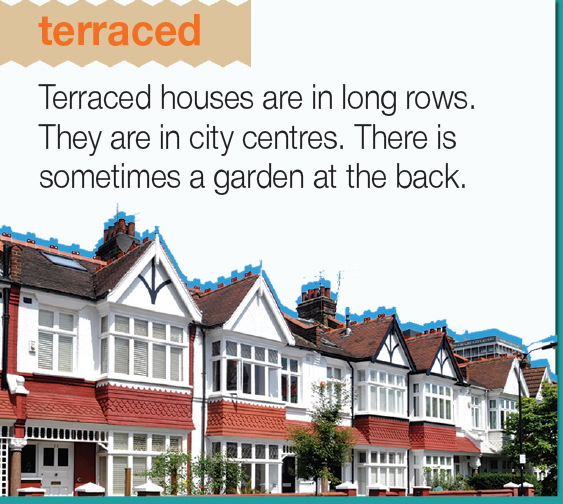 terraced
Terraced houses are in long rows.
They are in city centres. There is
sometimes a garden at the back.